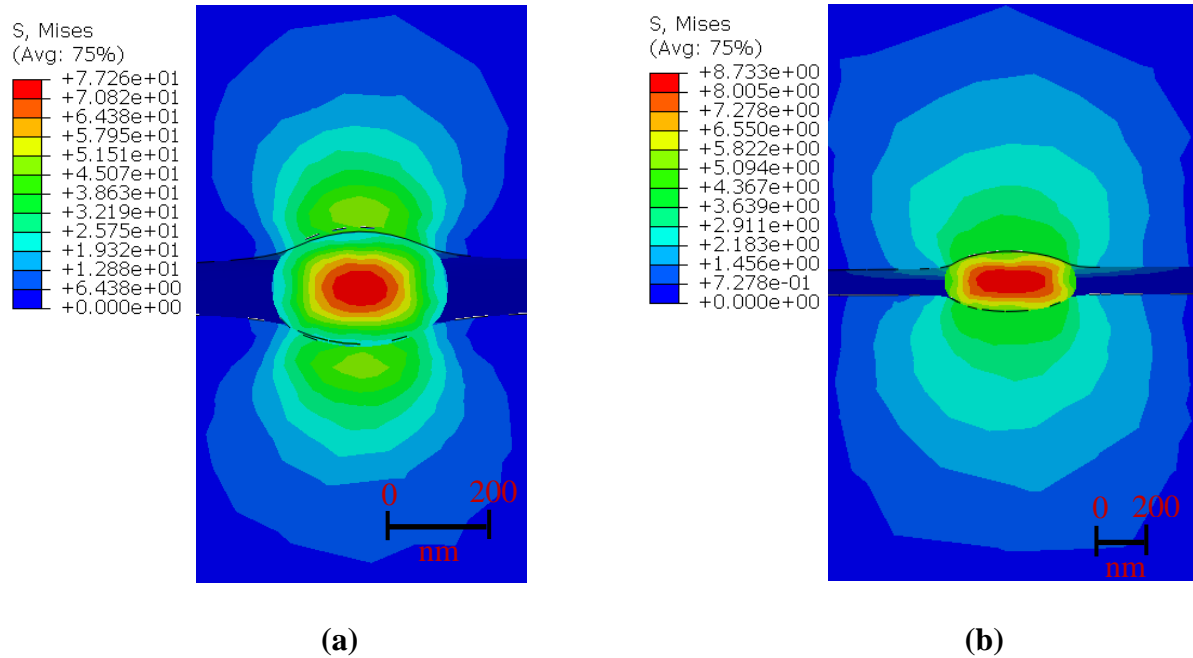 S, Mises
(Avg: 75%)
+7.726e+01
+7.082e+01
+6.438e+01
+5.795e+01
+5.151e+01
+4.507e+01
+3.863e+01
+3.219e+01
+2.575e+01
+1.932e+01
+1.288e+01
+6.438e+00
+0.000e+00
0 200
nm
(a)
S, Mises
(Avg: 75%)
+8.733e+00
+8.005e+00
+7.278e+00
+6.550e+00
+5.822e+00
+5.094e+00
+4.367e+00
+3.639e+00
+2.911e+00
+2.183e+00
+1.456e+00
+7.278e-01
+0.000e+00
0 200
nm
(b)